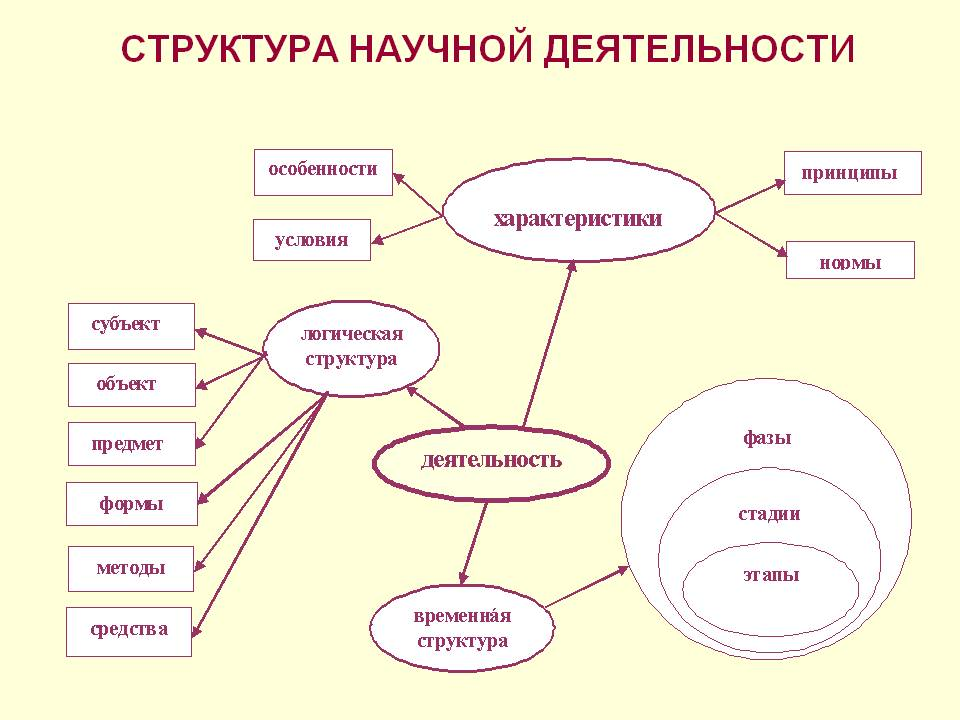 СТРУКТУРА НАУЧНОЙ ДЕЯТЕЛЬНОСТИ
особенности
условия
характеристики
принципы
нормы
субъект
объект
предмет
формы
методы
средства
логическая
структура
деятельность
временнáя
структура
фазы
стадии
этапы